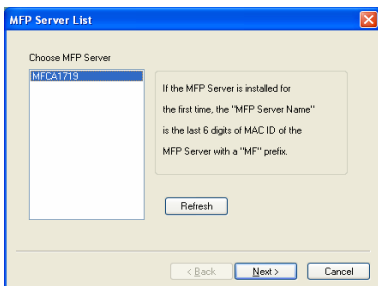 MFP Server List
Choose MFP Server
MFCA1719
If the MFP Server is installed for
the first time, the "MFP Server Name"
is the last 6 digits of MAC ID of the
MFP Server with a "MF" prefix.
Refresh
< Back
Next >
Cancel